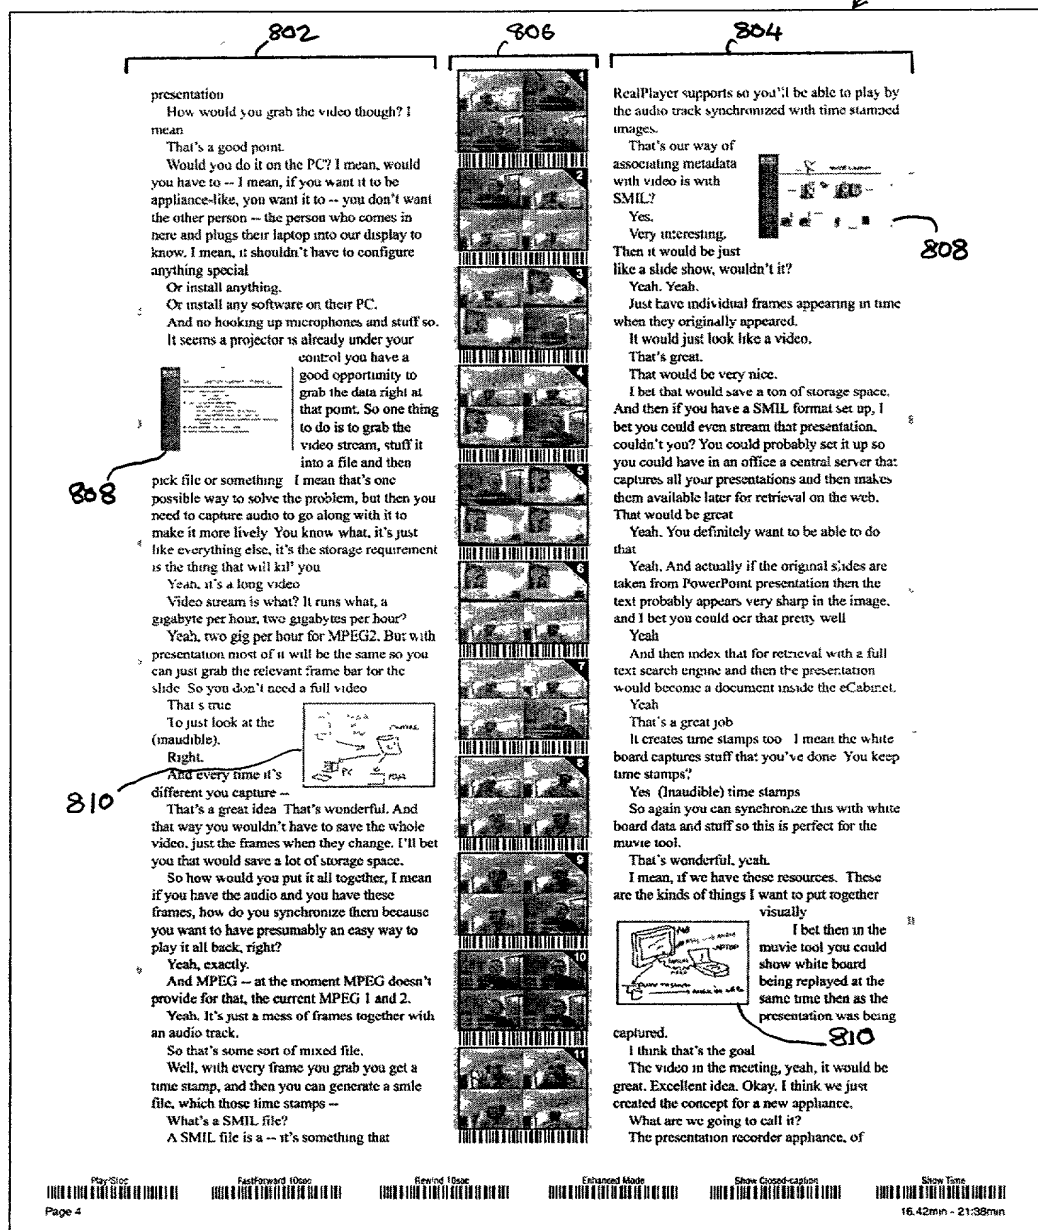 802
806
804
presentation
How would you grab the video though? I
mean
That's a good point.
Would you do it on the PC? I mean, would
you have to -- I mean, if you want it to be
appliance-like, you want it to -- you don't want
the other person -- the person who comes in
here and plugs their laptop into our display to
know. I mean, it shouldn't have to configure
anything special
Or install anything.
Or install any software on their PC.
And no hooking up microphones and stuff so.
It seems a projector is already under your
control you have a
good opportunity to
grab the data right at
that point. So one thing
to do is to grab the
video stream, stuff it
into a file and then
808
pick file or something I mean that's one
possible way to solve the problem, but then you
need to capture audio to go along with it to
make it more lively You know what, it's just
like everything else, it's the storage requirement
is the thing that will kill you
Yeah, it's a long video
Video stream is what? It runs what, a
gigabyte per hour, two gigabytes per hour?
Yeah, two gig per hour for MPEG2. But with
presentation most of it will be the same so you
can just grab the relevant frame bar for the
slide So you don't need a full video
That s true
To just look at the
(inaudible).
Right.
And every time it's
different you capture --
PC
PDA
810
That's a great idea That's wonderful. And
that way you wouldn't have to save the whole
video, just the frames when they change. I'll bet
you that would save a lot of storage space.
So how would you put it all together, I mean
if you have the audio and you have these
frames, how do you synchronize them because
you want to have presumably an easy way to
play it all back, right?
Yeah, exactly.
And MPEG -- at the moment MPEG doesn't
provide for that, the current MPEG 1 and 2.
Yeah. It's just a mess of frames together with
an audio track.
So that's some sort of mixed file.
Well, with every frame you grab you get a
time stamp, and then you can generate a smile
file, which those time stamps --
What's a SMIL file?
A SMIL file is a -- it's something that
1
2
3
4
5
6
7
8
9
10
11
RealPlayer supports so you'll be able to play by
the audio track synchronized with time stamped
images.
That's our way of
associating metadata
with video is with
SMIL?
Yes.
Very interesting.
Then it would be just
808
like a slide show, wouldn't it?
Yeah. Yeah.
Just have individual frames appearing in time
when they originally appeared.
It would just look like a video.
That's great.
That would be very nice.
I bet that would save a ton of storage space.
And then if you have a SMIL format set up, I
bet you could even stream that presentation,
couldn't you? You could probably set it up so
you could have in an office a central server that
captures all your presentations and then makes
them available later for retrieval on the web.
That would be great
Yeah. You definitely want to be able to do
that
Yeah. And actually if the original slides are
taken from PowerPoint presentation then the
text probably appears very sharp in the image,
and I bet you could ocr that pretty well
Yeah
And then index that for retrieval with a full
text search engine and then the presentation
would become a document inside the eCabinet.
Yeah
That's a great job
It creates time stamps too I mean the white
board captures stuff that you've done You keep
time stamps?
Yes (Inaudible) time stamps
So again you can synchronize this with white
board data and stuff so this is perfect for the
muvie tool.
That's wonderful, yeah.
I mean, if we have these resources. These
are the kinds of things I want to put together
visually
I bet then in the
muvie tool you could
show white board
being replayed at the
same time then as the
presentation was being
LAPTOP
810
captured.
I think that's the goal
The video in the meeting, yeah, it would be
great. Excellent idea. Okay. I think we just
created the concept for a new appliance.
What are we going to call it?
The presentation recorder appliance, of
Play/Stop
FastForward 10sec
Rewind 10sec
Enhanced Mode
Show Closed-caption
Show Time
Page 4
16.42min - 21:38min